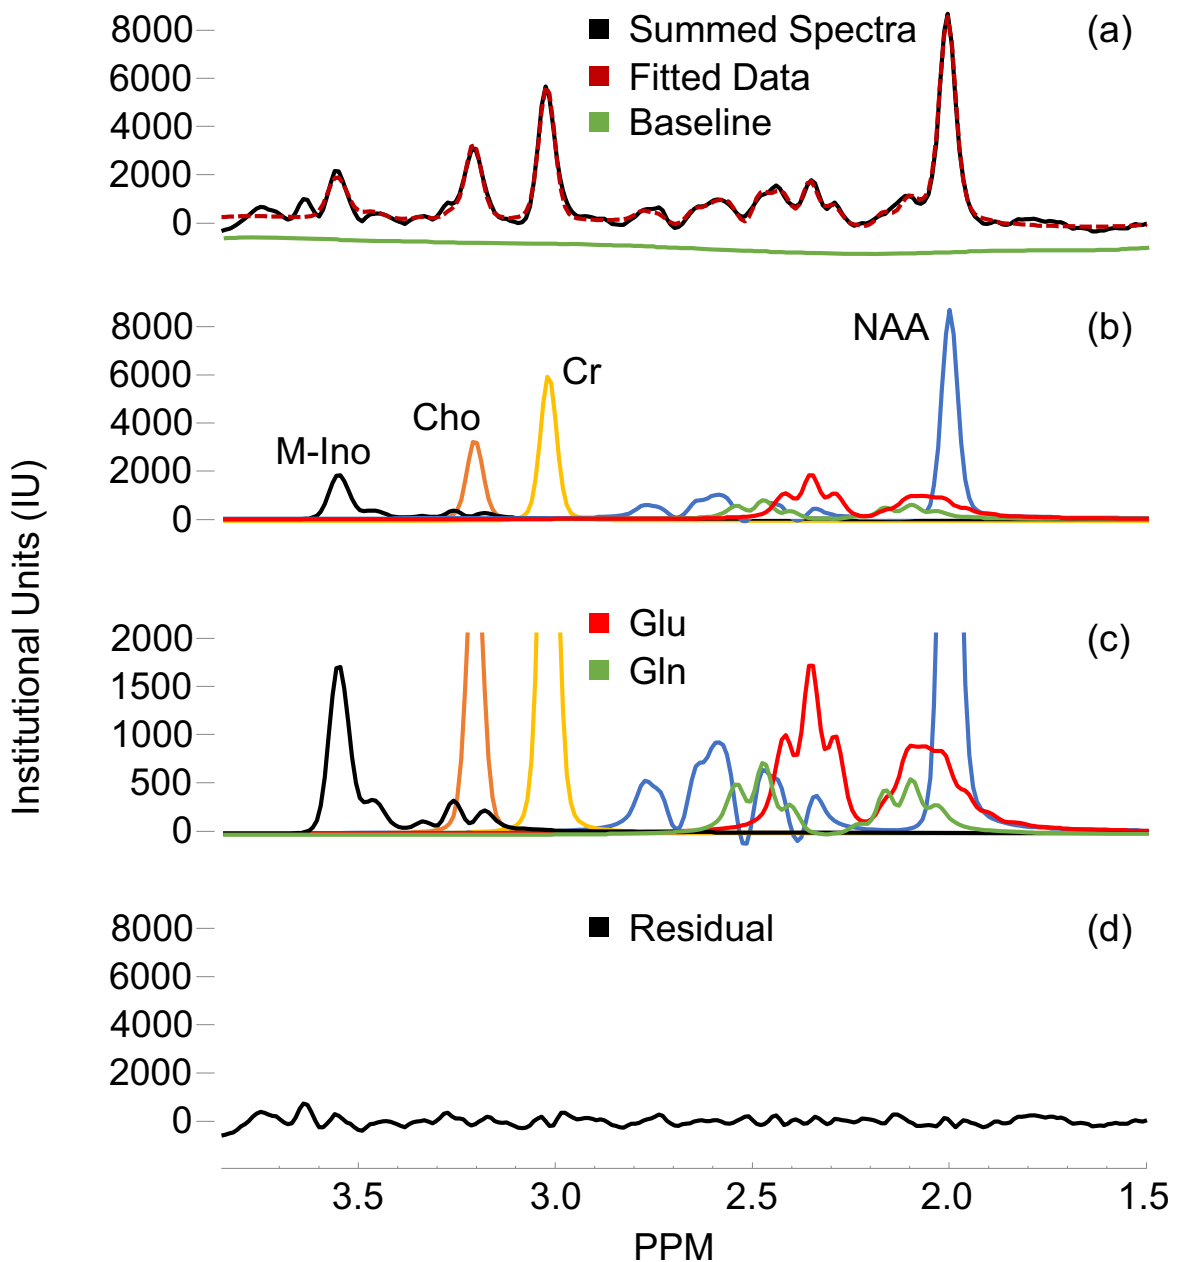 8000
Summed Spectra
(a)
6000
Fitted Data
4000
Baseline
2000
0
8000
NAA
(b)
6000
Cr
4000
Cho
2000
M-Ino
0
Institutional Units (IU)
2000
Glu
(c)
1500
Gln
1000
500
0
8000
Residual
(d)
6000
4000
2000
0
3.5 3.0 2.5 2.0 1.5
PPM